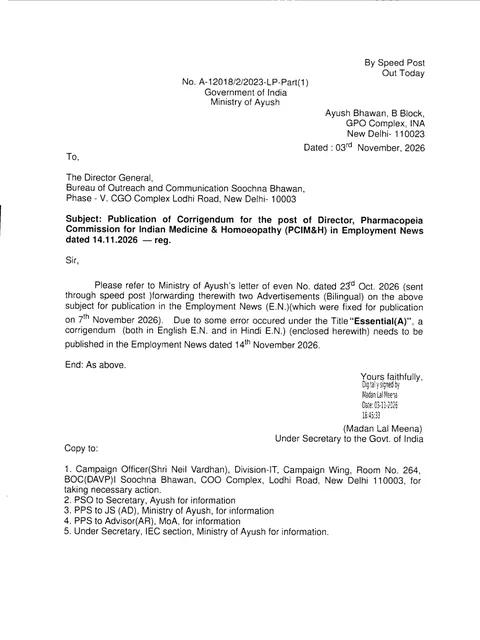 By Speed Post
Out Today
No. A-12018/2/2023-LP-Part(1)
Government of India
Ministry of Ayush
Ayush Bhawan, B Block,
GPO Complex, INA
New Delhi- 110023
Dated : 03rd November, 2026
To,
The Director General,
Bureau of Outreach and Communication Soochna Bhawan,
Phase - V. CGO Complex Lodhi Road, New Delhi- 10003
Subject: Publication of Corrigendum for the post of Director, Pharmacopeia
Commission for Indian Medicine & Homoeopathy (PCIM&H) in Employment News
dated 14.11.2026 — reg.
Sir,
Please refer to Ministry of Ayush's letter of even No. dated 23rd Oct. 2026 (sent
through speed post )forwarding therewith two Advertisements (Bilingual) on the above
subject for publication in the Employment News (E.N.)(which were fixed for publication
on 7th November 2026). Due to some error occured under the Title "Essential(A)", a
corrigendum (both in English E.N. and in Hindi E.N.) (enclosed herewith) needs to be
published in the Employment News dated 14th November 2026.
End: As above.
Yours faithfully,
Digitally signed by
Madan Lal Meena
Date: 03-11-2026
16:45:33
(Madan Lal Meena)
Under Secretary to the Govt. of India
Copy to:
1. Campaign Officer(Shri Neil Vardhan), Division-IT, Campaign Wing, Room No. 264,
BOC(DAVP)I Soochna Bhawan, COO Complex, Lodhi Road, New Delhi 110003, for
taking necessary action.
2. PSO to Secretary, Ayush for information
3. PPS to JS (AD), Ministry of Ayush, for information
4. PPS to Advisor(AR), MoA, for information
5. Under Secretary, IEC section, Ministry of Ayush for information.